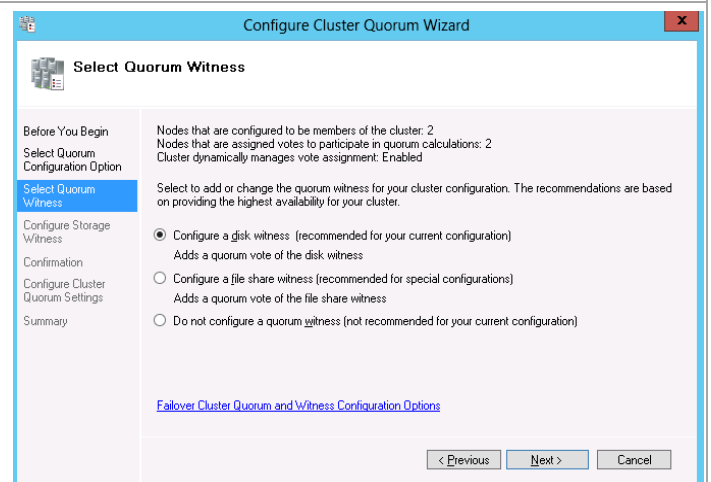 Configure Cluster Quorum Wizard
x
Select Quorum Witness
Before You Begin
Select Quorum
Configuration Option
Select Quorum
Witness
Configure Storage
Witness
Confirmation
Configure Cluster
Quorum Settings
Summary
Nodes that are configured to be members of the cluster: 2
Nodes that are assigned votes to participate in quorum calculations: 2
Cluster dynamically manages vote assignment: Enabled
Select to add or change the quorum witness for your cluster configuration. The recommendations are based
on providing the highest availability for your cluster.
Configure a disk witness (recommended for your current configuration)
Adds a quorum vote of the disk witness
Configure a file share witness (recommended for special configurations)
Adds a quorum vote of the file share witness
Do not configure a quorum witness (not recommended for your current configuration)
Failover Cluster Quorum and Witness Configuration Options
< Previous
Next >
Cancel